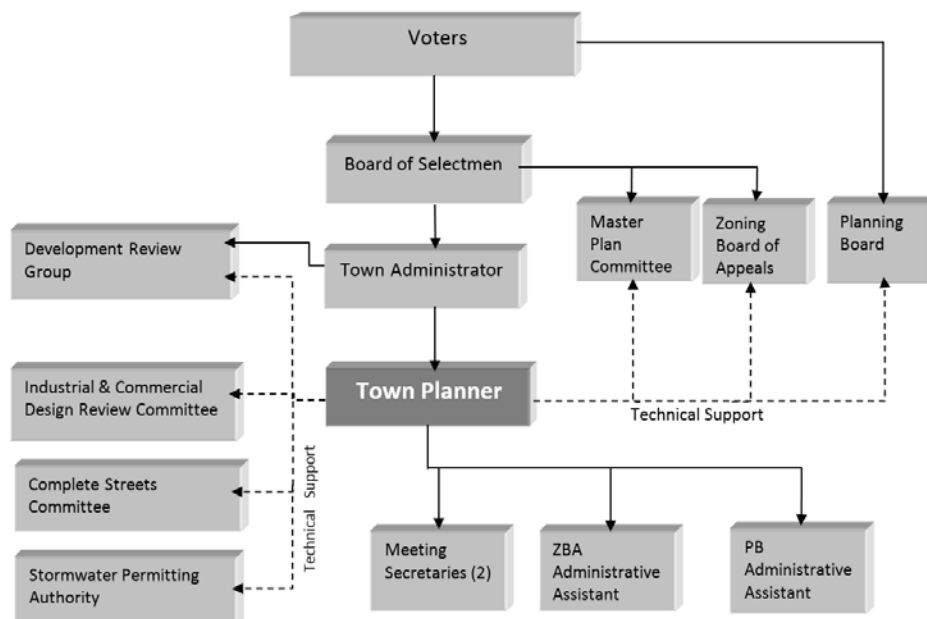 Voters
Board of Selectmen
Master
Plan
Committee
Zoning
Board of
Appeals
Planning
Board
Development Review
Group
Town Administrator
Industrial & Commercial
Design Review Committee
Town Planner
Technical Support
Complete Streets
Committee
Technical Support
Stormwater Permitting
Authority
Meeting
Secretaries (2)
ZBA
Administrative
Assistant
PB
Administrative
Assistant